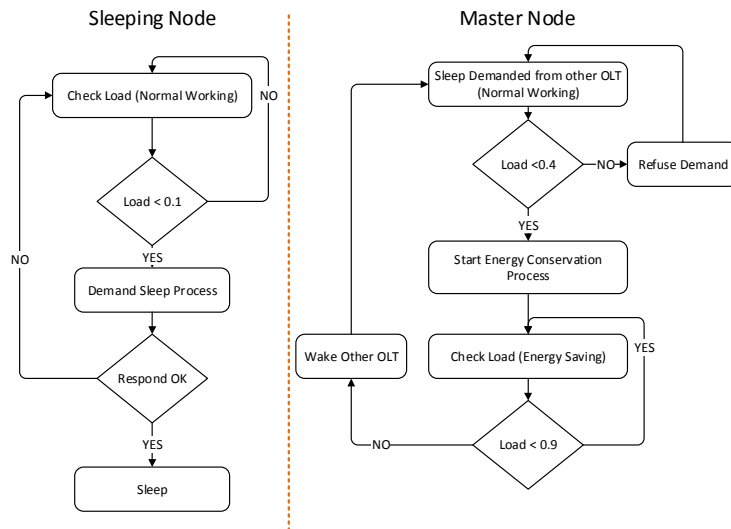 Sleeping Node
Check Load (Normal Working)
NO
Load < 0.1
YES
NO
Demand Sleep Process
Respond OK
YES
Sleep
Master Node
Sleep Demanded from other OLT
(Normal Working)
Load <0.4
NO
Refuse Demand
YES
Start Energy Conservation
Process
YES
Wake Other OLT
Check Load (Energy Saving)
NO
Load < 0.9